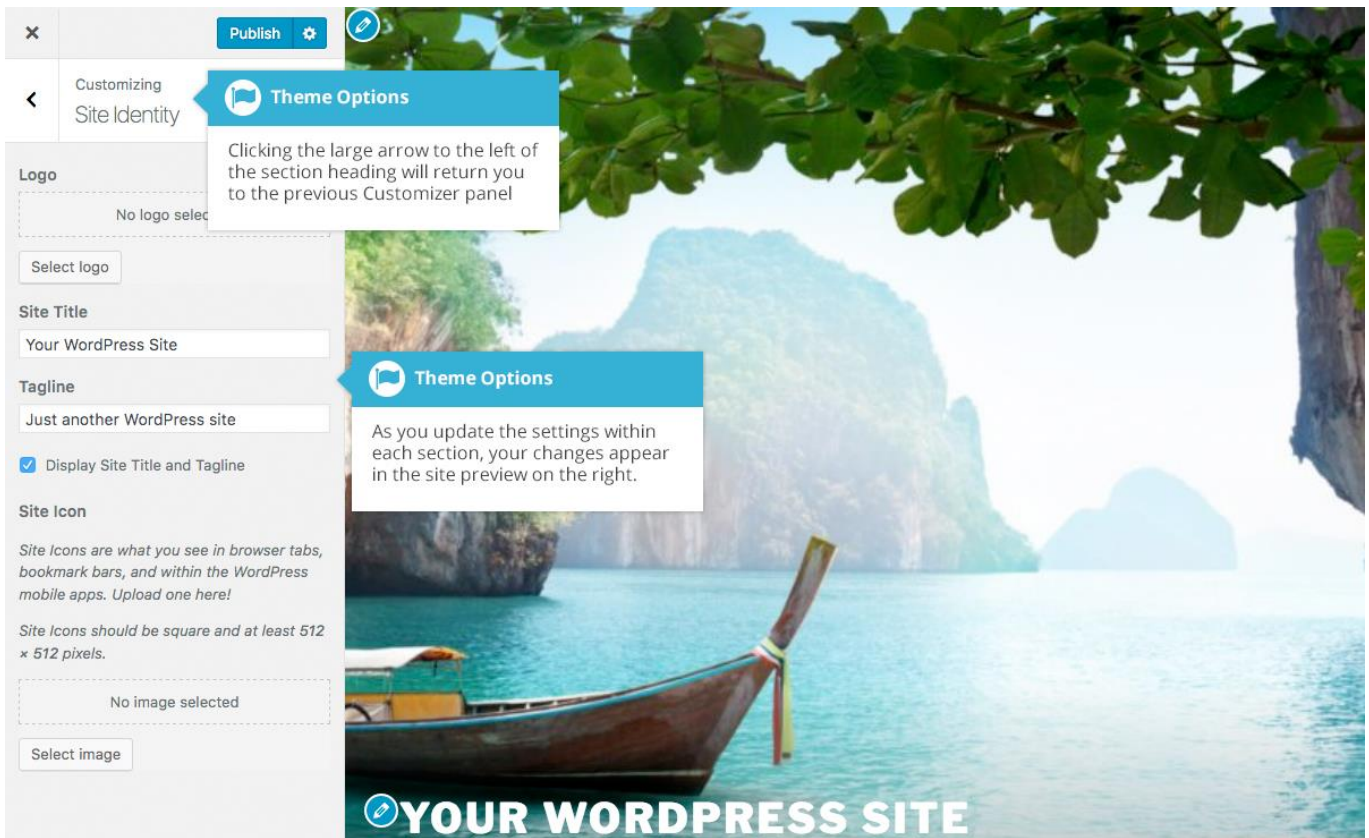 Publish
Customizing
Site Identity
Theme Options
Clicking the large arrow to the left of
the section heading will return you
to the previous Customizer panel
Logo
No logo
Select logo
Site Title
Your WordPress Site
Tagline
Just another WordPress site
Display Site Title and Tagline
Theme Options
As you update the settings within
each section, your changes appear
in the site preview on the right.
Site Icon
Site Icons are what you see in browser tabs,
bookmark bars, and within the WordPress
mobile apps. Upload one here!
Site Icons should be square and at least 512
× 512 pixels.
No image selected
Select image
YOUR WORDPRESS SITE